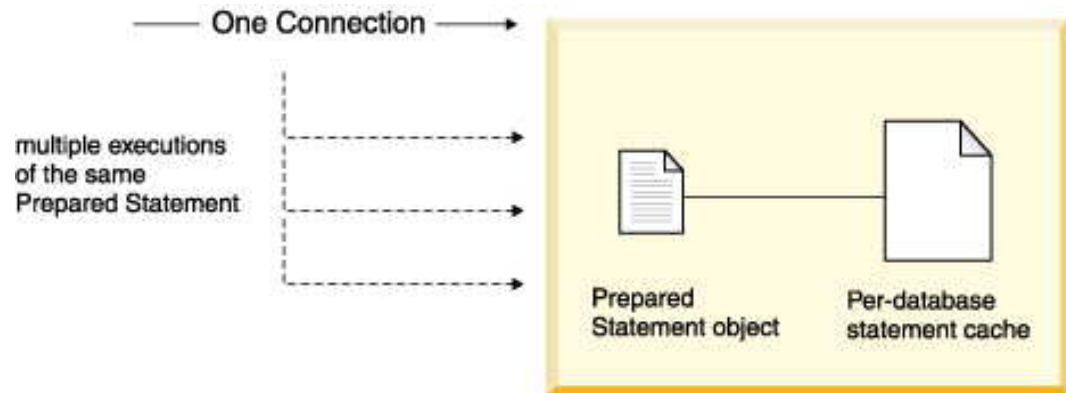 One Connection
multiple executions
of the same
Prepared Statement
Prepared
Statement object
Per-database
statement cache